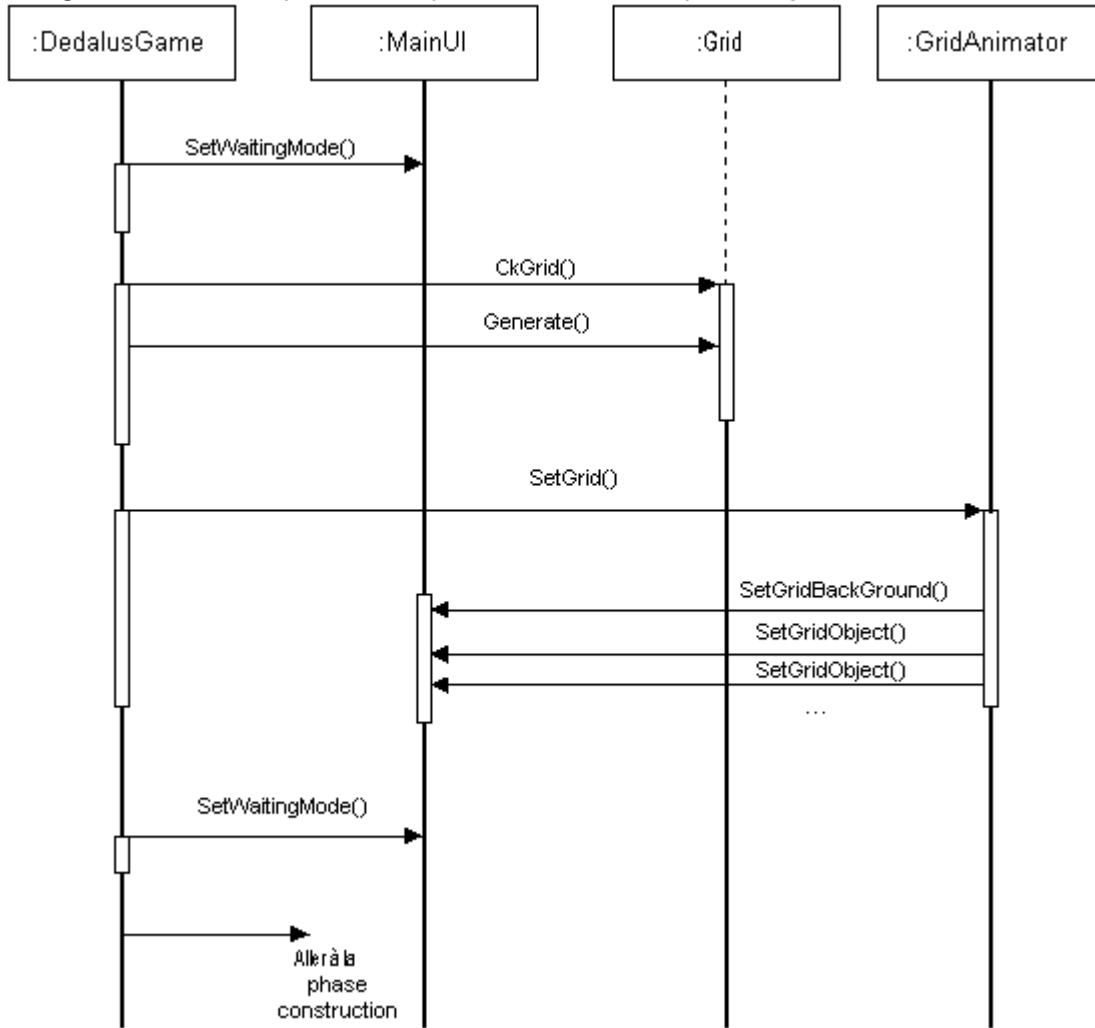 :DedalusGame
:MainUI
:Grid
:GridAnimator
SetWaitingMode()
CkGrid()
Generate()
SetGrid()
SetGridBackGround()
SetGridObject()
SetGridObject()
...
SetWaitingMode()
Aller à la
phase
construction